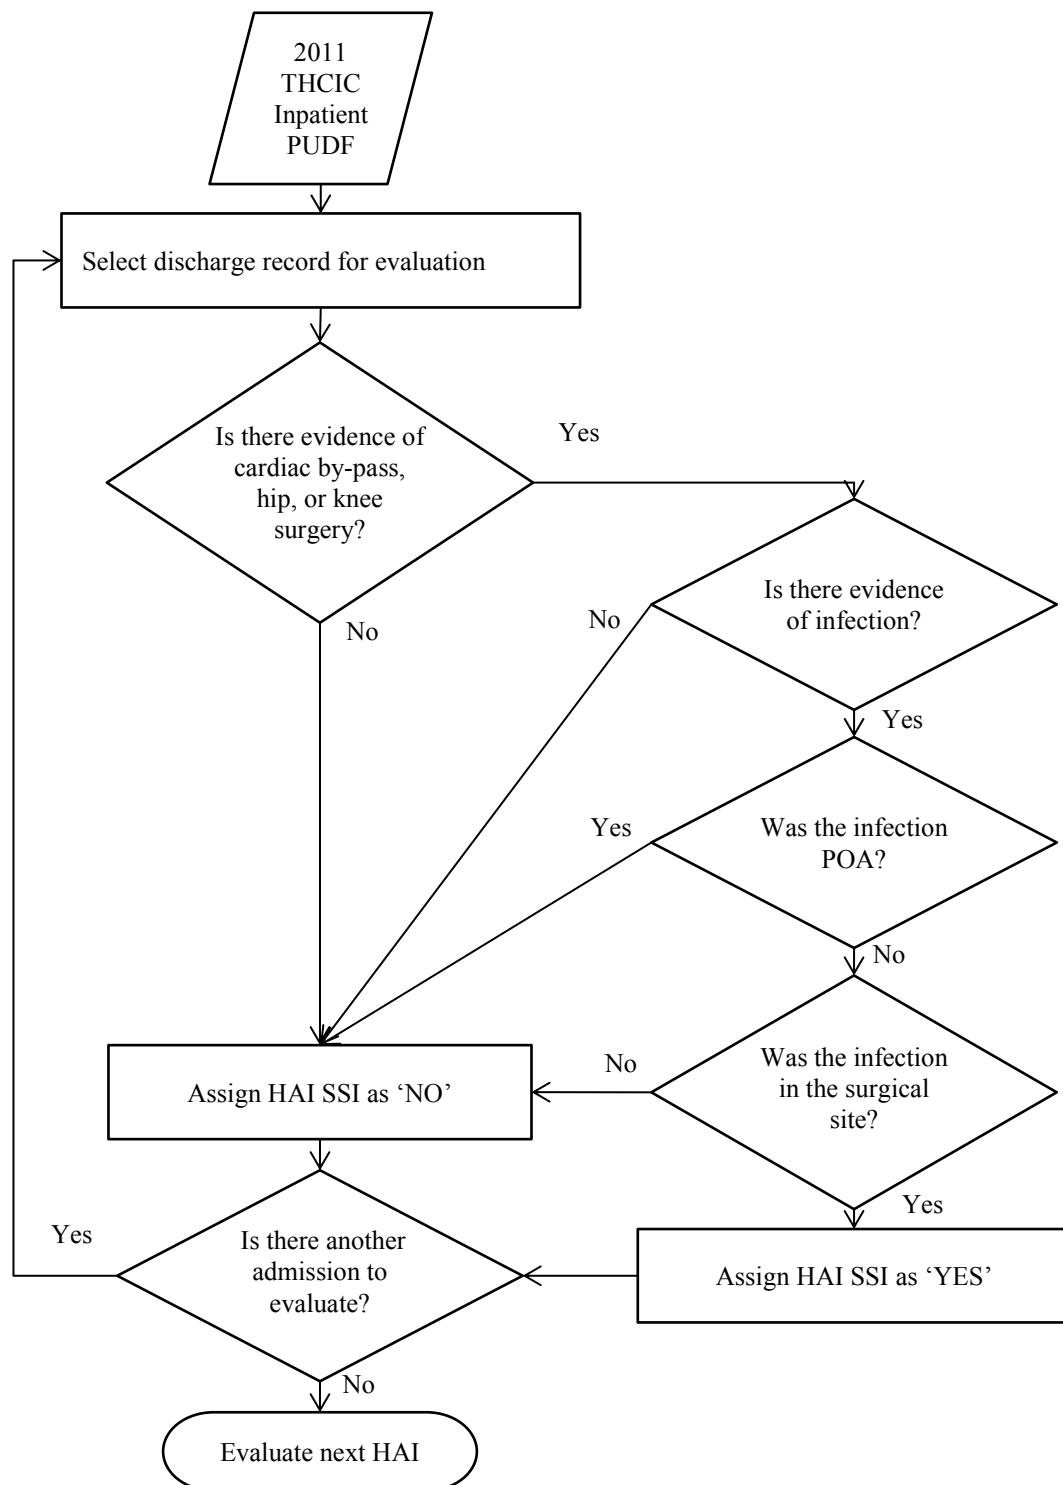 2011
THCIC
Inpatient
PUDF
Select discharge record for evaluation
Is there evidence of
cardiac by-pass,
hip, or knee
surgery?
Yes
No
Is there evidence
of infection?
No
Yes
Was the infection
POA?
Yes
No
Was the infection
in the surgical
site?
No
Yes
Assign HAI SSI as ‘NO’
Assign HAI SSI as ‘YES’
Is there another
admission to
evaluate?
Yes
No
Evaluate next HAI